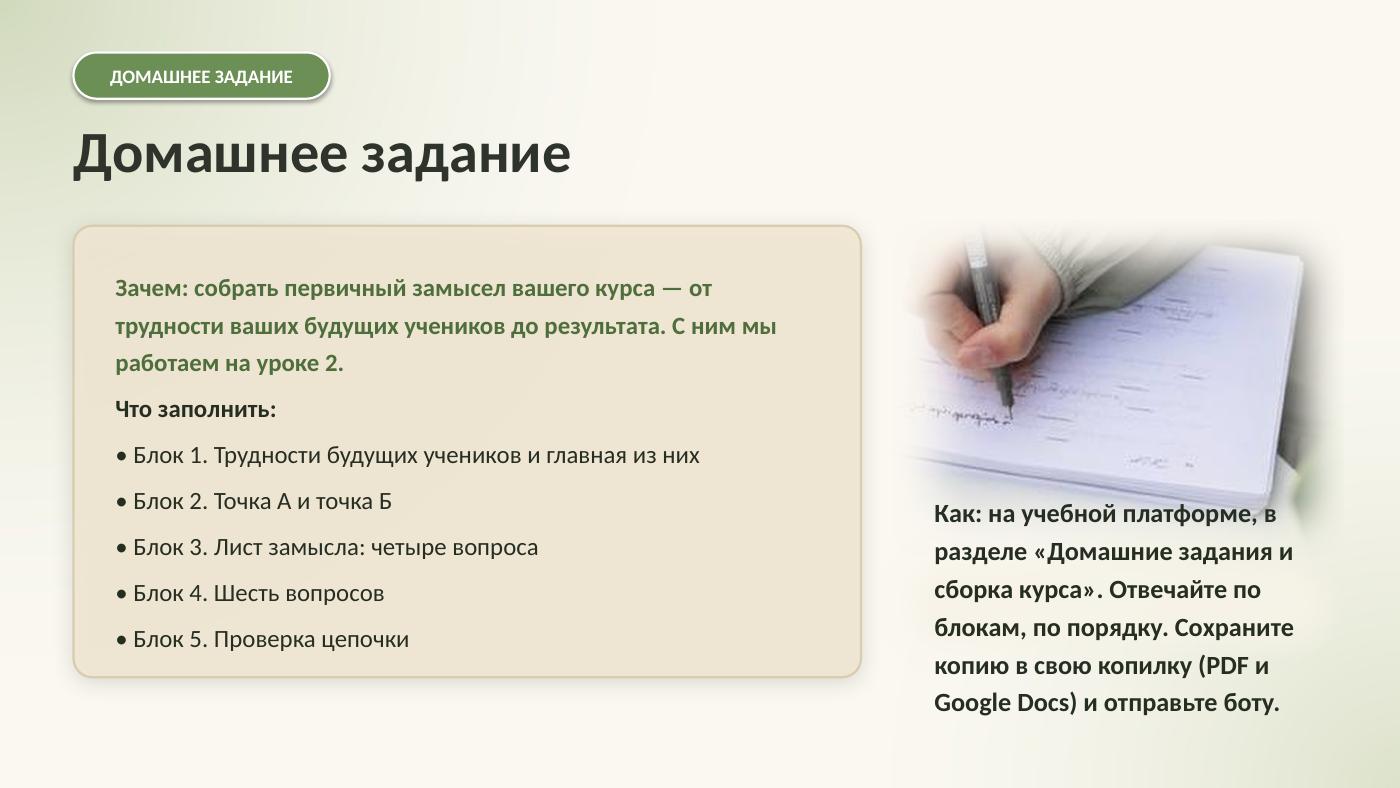 ДОМАШНЕЕ ЗАДАНИЕ
Домашнее задание
Зачем: собрать первичный замысел вашего курса — от
трудности ваших будущих учеников до результата. С ним мы
работаем на уроке 2.
Что заполнить:
• Блок 1. Трудности будущих учеников и главная из них
• Блок 2. Точка А и точка Б
• Блок 3. Лист замысла: четыре вопроса
• Блок 4. Шесть вопросов
• Блок 5. Проверка цепочки
Как: на учебной платформе, в
разделе «Домашние задания и
сборка курса». Отвечайте по
блокам, по порядку. Сохраните
копию в свою копилку (PDF и
Google Docs) и отправьте боту.